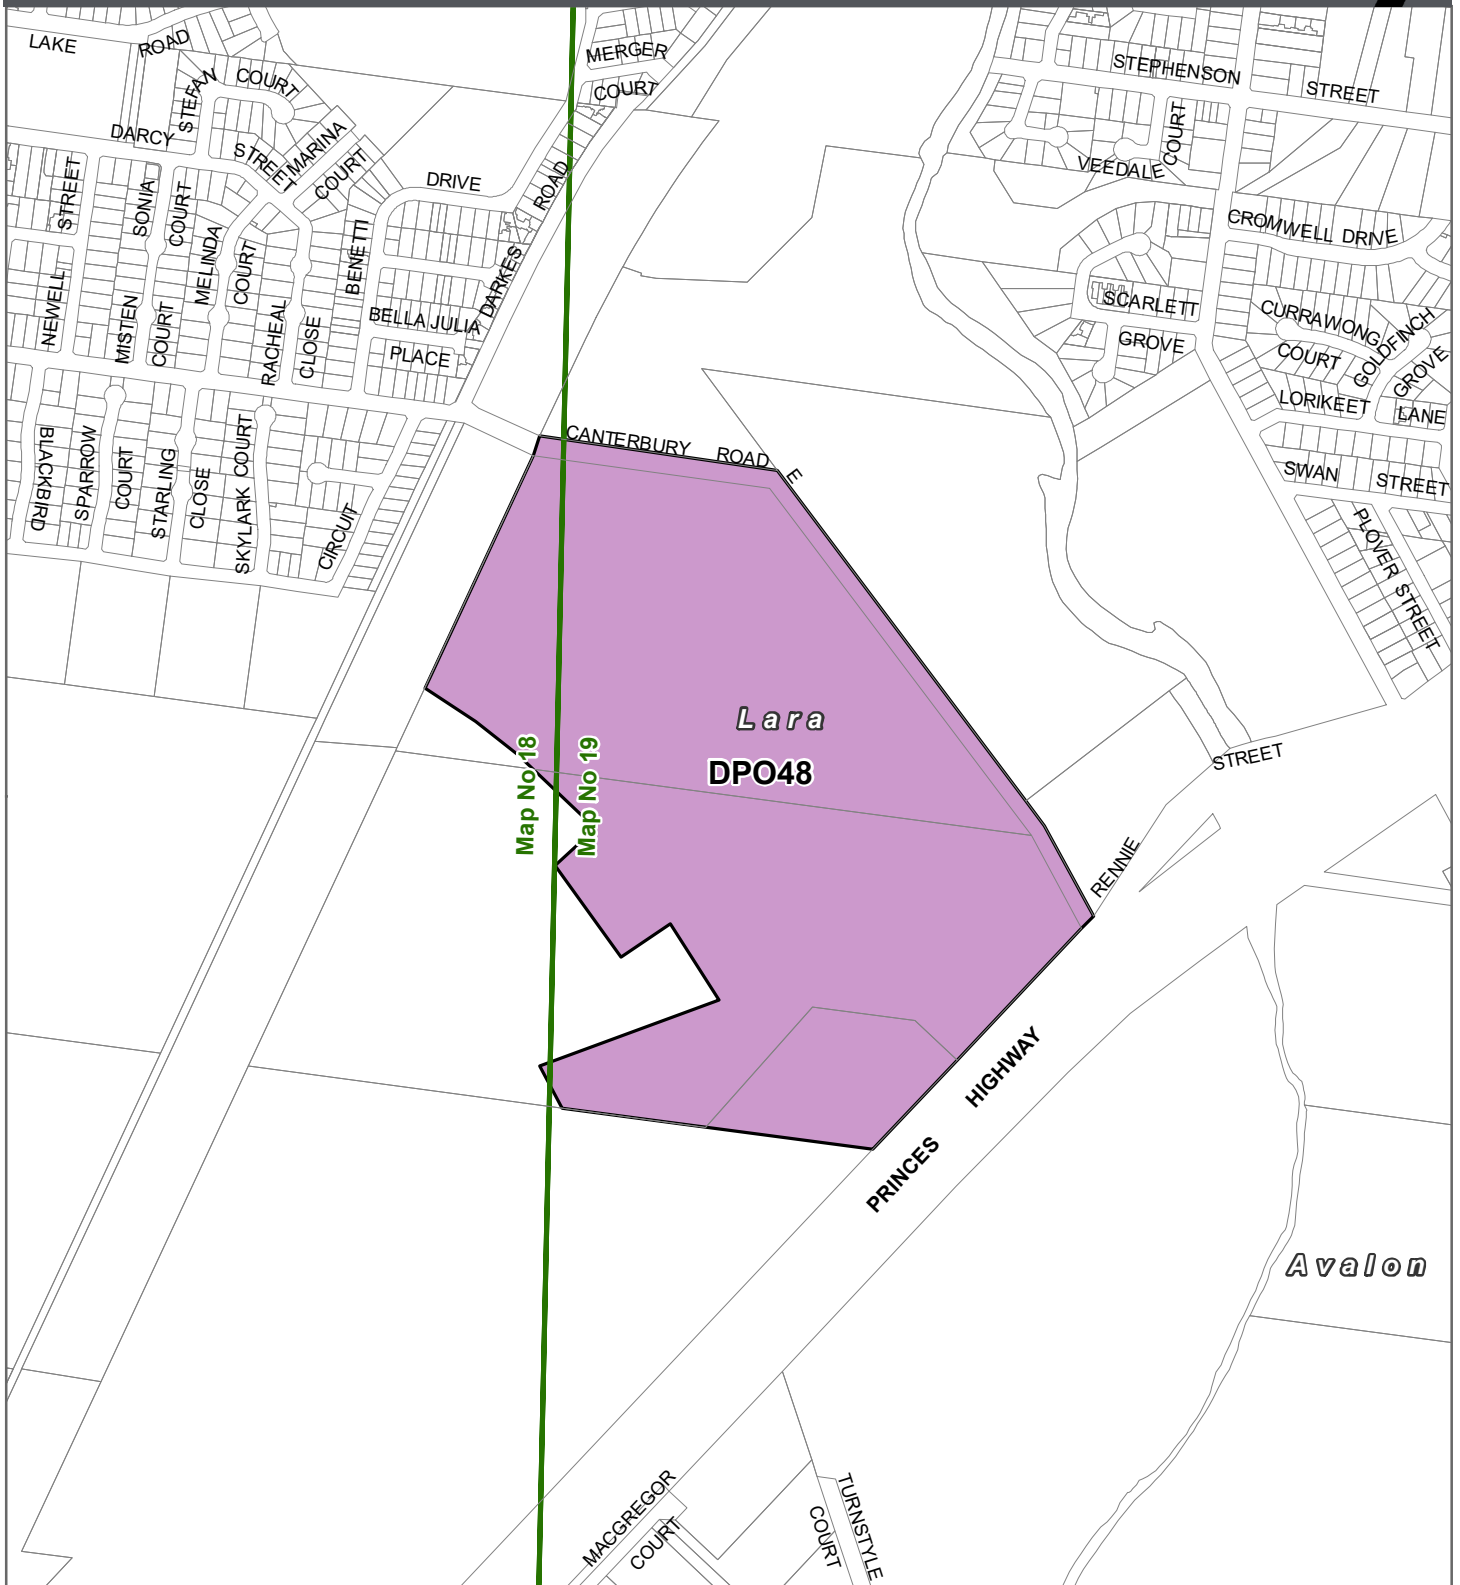 LAKE
ROAD
STEFAN
COURT
MERGER
COURT
STEPHENSON
STREET
DARCY
STREET
MARINA
COURT
DRIVE
ROAD
DARKES
VEEDALE
COURT
NEWELL
STREET
SONIA
COURT
MISTEN
COURT
MELINDA
COURT
RACHEAL
CLOSE
BENETTI
BELLA JULIA
PLACE
CROMWELL DRIVE
SCARLETT
GROVE
CURRAWONG
COURT
GOLDFINCH
GROVE
LORIKEET
LANE
SWAN
STREET
PLOVER STREET
BLACKBIRD
SPARROW
COURT
STARLING
CLOSE
SKYLARK COURT
CIRCUIT
CANTERBURY
ROAD
E
Lara
DPO48
Map No 18
Map No 19
STREET
RENNIE
PRINCES
HIGHWAY
Avalon
MACGREGOR
COURT
TURNSTYLE
COURT